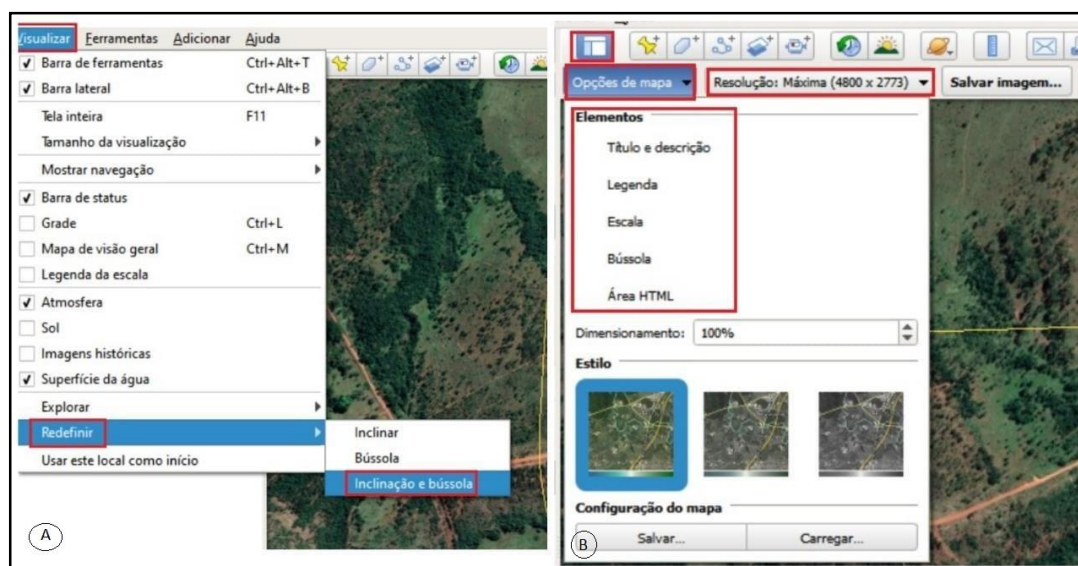 Visualizar Ferramentas Adicionar Ajuda
Barra de ferramentas Ctrl+Alt+T
Barra lateral Ctrl+Alt+B
Tela inteira F11
Tamanho da visualização
Mostrar navegação
Barra de status
Grade Ctrl+L
Mapa de visão geral Ctrl+M
Legenda da escala
Atmosfera
Sol
Imagens históricas
Superfície da água
Explorar
Redefinir
Usar este local como início
Inclinar
Bússola
Inclinação e bússola
A
Opções de mapa Resolução: Máxima (4800 x 2773) Salvar imagem...
Elementos
Título e descrição
Legenda
Escala
Bússola
Área HTML
Dimensionamento: 100%
Estilo
Configuração do mapa
Salvar... Carregar...
B